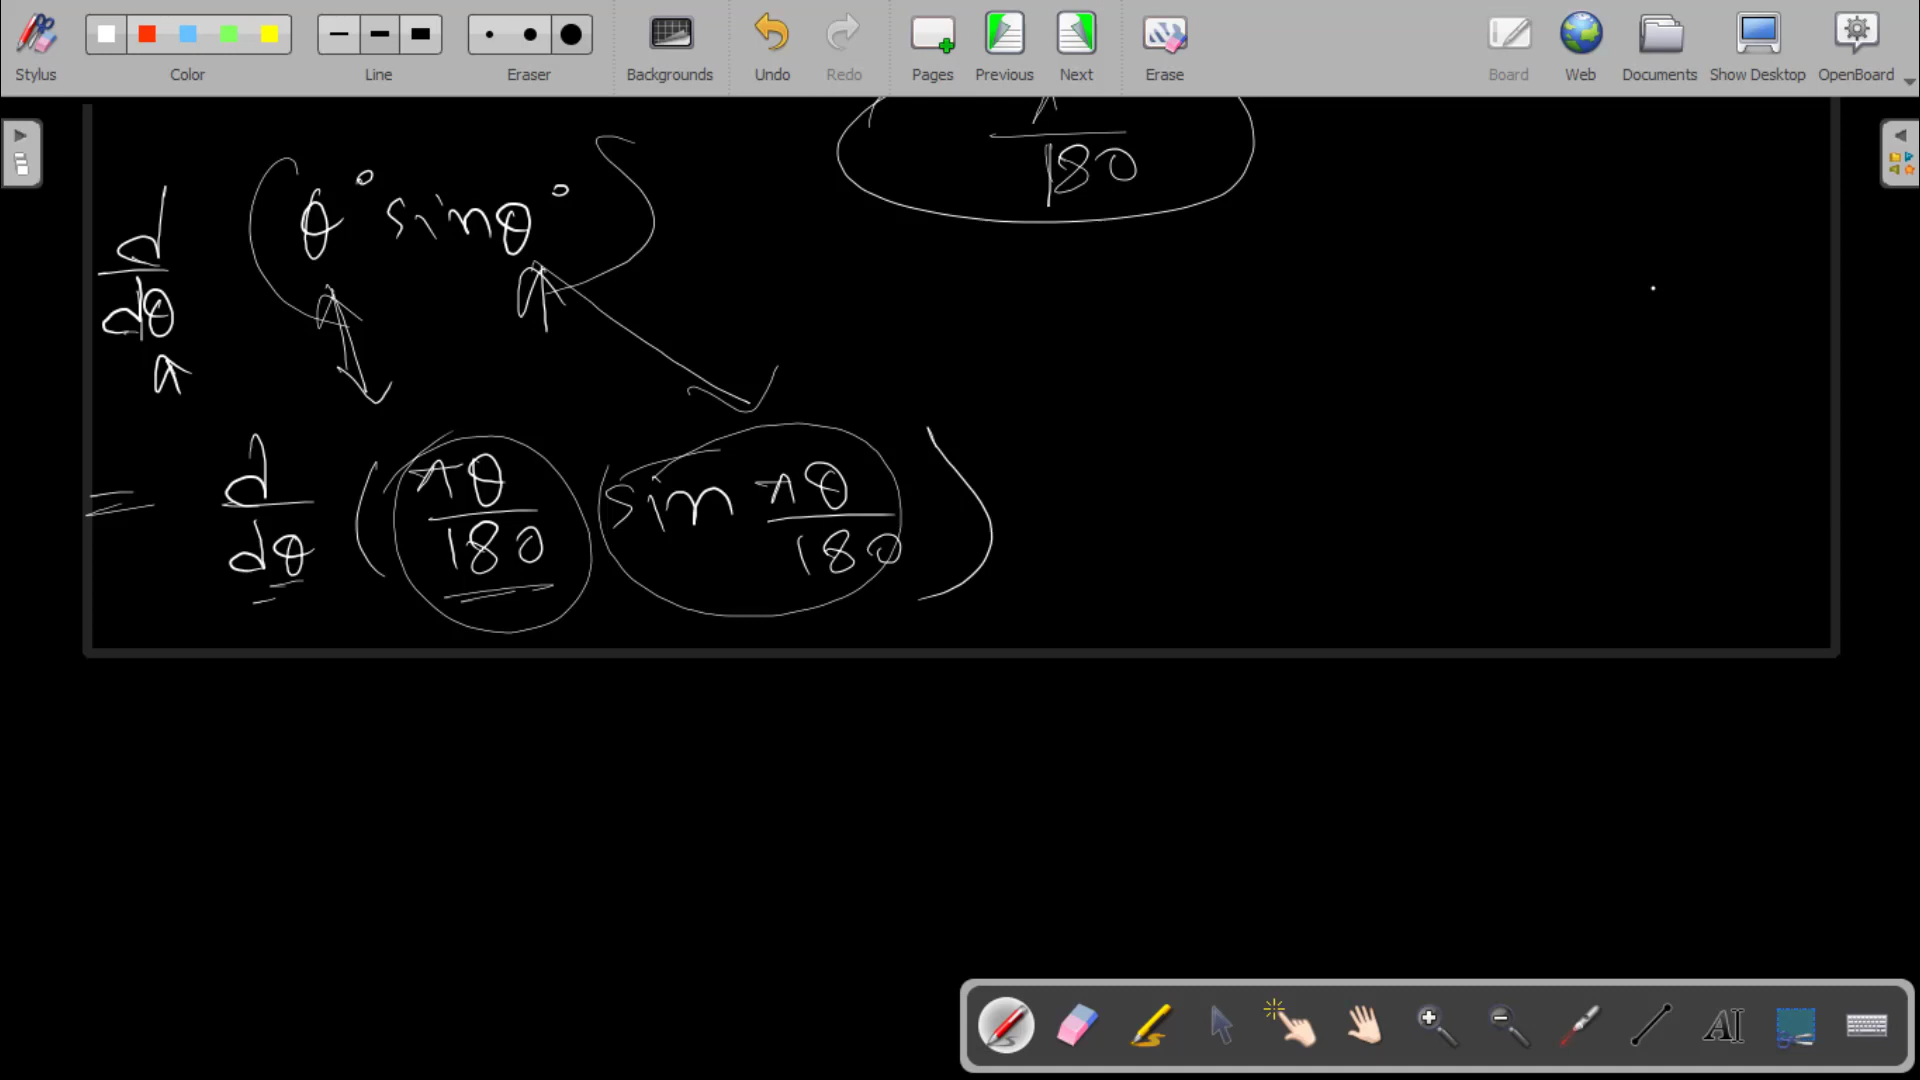 Stylus Color Line Eraser Backgrounds Undo Redo Pages Previous Next Erase Board Web Documents Show Desktop OpenBoard
π/180
d/dθ (θ° sinθ°)
= d/dθ (πθ/180 sin πθ/180)
AI